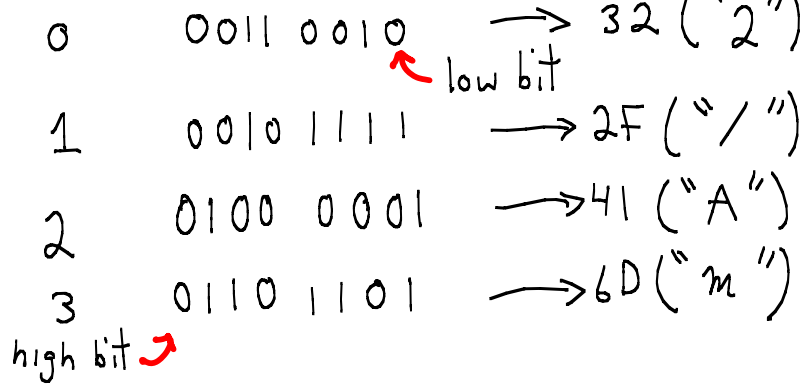 0 0011 0010 → 32 ("2")
low bit
1 0010 1111 → 2F ("/")
2 0100 0001 → 41 ("A")
3 0110 1101 → 6D ("m")
high bit